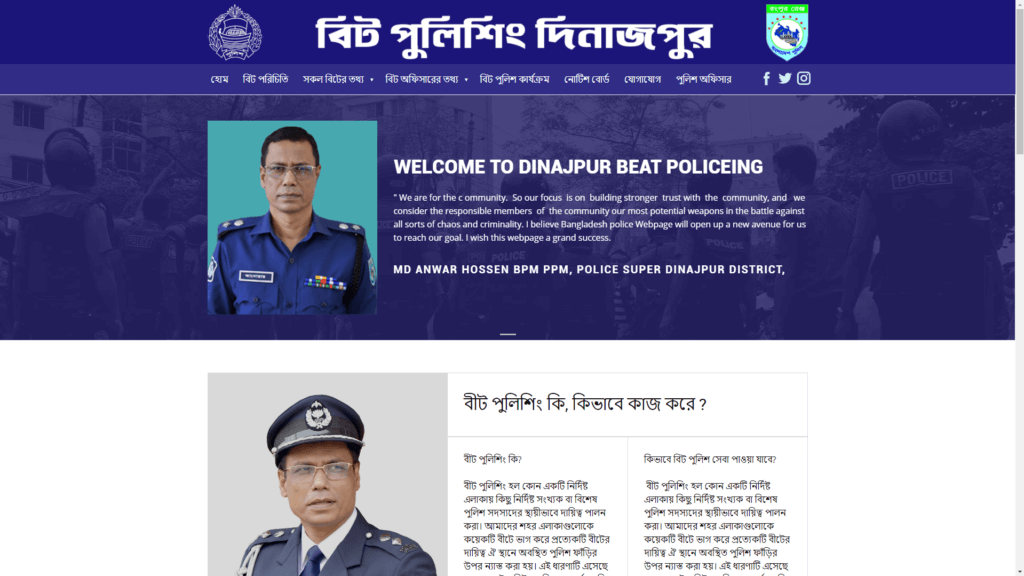 বিট পুলিশিং দিনাজপুর
রংপুর রেঞ্জ
হোম বিট পরিচিতি সকল বিটের তথ্য বিট অফিসারের তথ্য বিট পুলিশ কার্যক্রম নোটিশ বোর্ড যোগাযোগ পুলিশ অফিসার
POLICE
POLICE
POLICE
WELCOME TO DINAJPUR BEAT POLICEING
" We are for the c ommunity. So our focus is on building stronger trust with the community, and we
consider the responsible members of the community our most potential weapons in the battle against
all sorts of chaos and criminality. I believe Bangladesh police Webpage will open up a new avenue for us
to reach our goal. I wish this webpage a grand success.
MD ANWAR HOSSEN BPM PPM, POLICE SUPER DINAJPUR DISTRICT,
বীট পুলিশিং কি, কিভাবে কাজ করে ?
বীট পুলিশিং কি?
বীট পুলিশিং হল কোন একটি নির্দিষ্ট
এলাকায় কিছু নির্দিষ্ট সংখ্যক বা বিশেষ
পুলিশ সদস্যদের স্থায়ীভাবে দায়িত্ব পালন
করা। আমাদের শহর এলাকাগুলোকে
কয়েকটি বীটে ভাগ করে প্রত্যেকটি বীটের
দায়িত্ব ঐ স্থানে অবস্থিত পুলিশ ফাঁড়ির
উপর ন্যাস্ত করা হয়। এই ধারণাটি এসেছে
কিভাবে বিট পুলিশ সেবা পাওয়া যাবে?
বীট পুলিশিং হল কোন একটি নির্দিষ্ট
এলাকায় কিছু নির্দিষ্ট সংখ্যক বা বিশেষ
পুলিশ সদস্যদের স্থায়ীভাবে দায়িত্ব পালন
করা। আমাদের শহর এলাকাগুলোকে
কয়েকটি বীটে ভাগ করে প্রত্যেকটি বীটের
দায়িত্ব ঐ স্থানে অবস্থিত পুলিশ ফাঁড়ির
উপর ন্যাস্ত করা হয়। এই ধারণাটি এসেছে